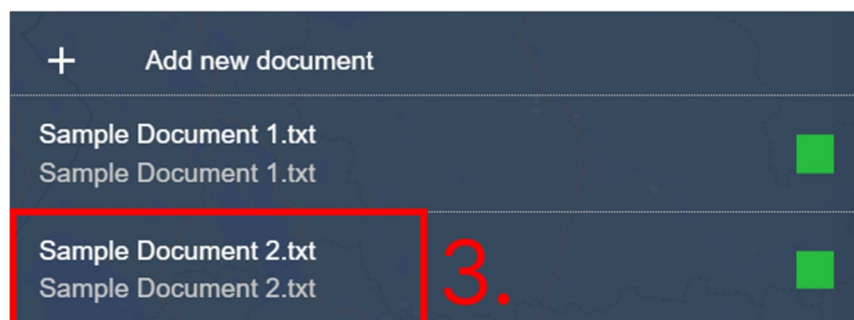 + Add new document
Sample Document 1.txt
Sample Document 1.txt
Sample Document 2.txt
Sample Document 2.txt
3.